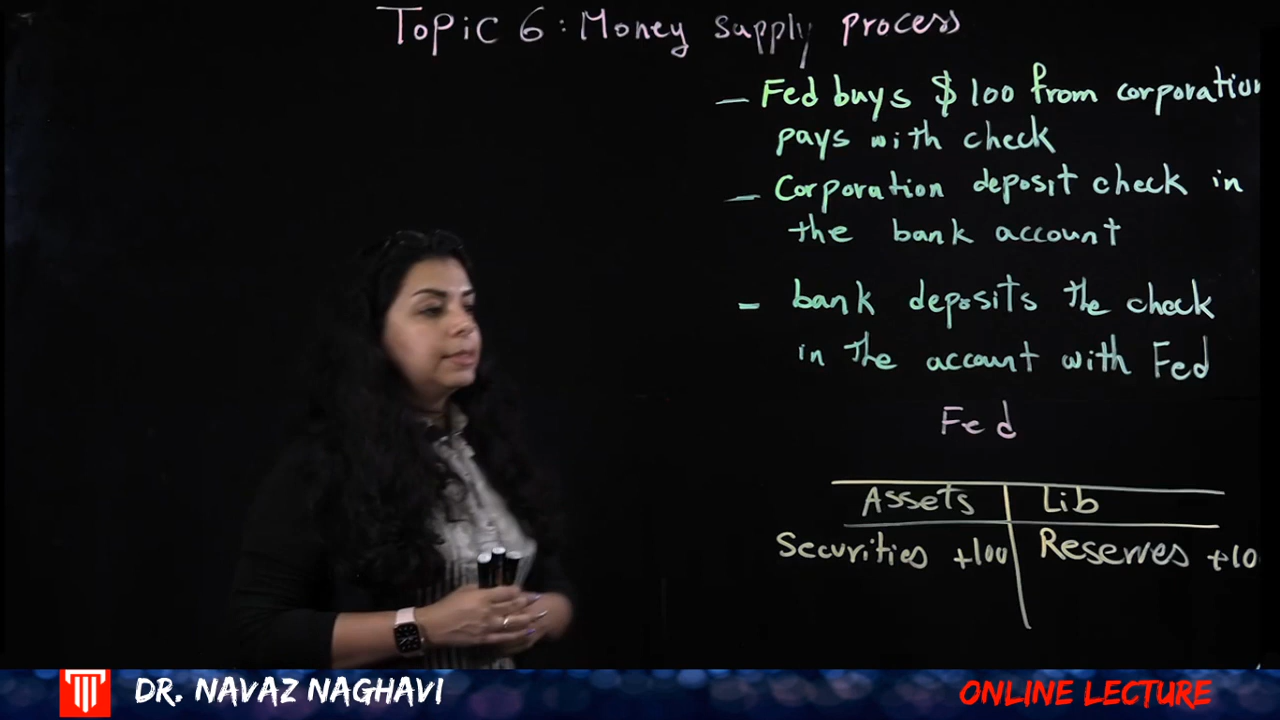 Topic 6: Money supply process
– Fed buys $100 from corporation
pays with check
– Corporation deposit check in
the bank account
– bank deposits the check
in the account with Fed
Fed
Assets Lib
Securities +100 Reserves +10
DR. NAVAZ NAGHAVI ONLINE LECTURE